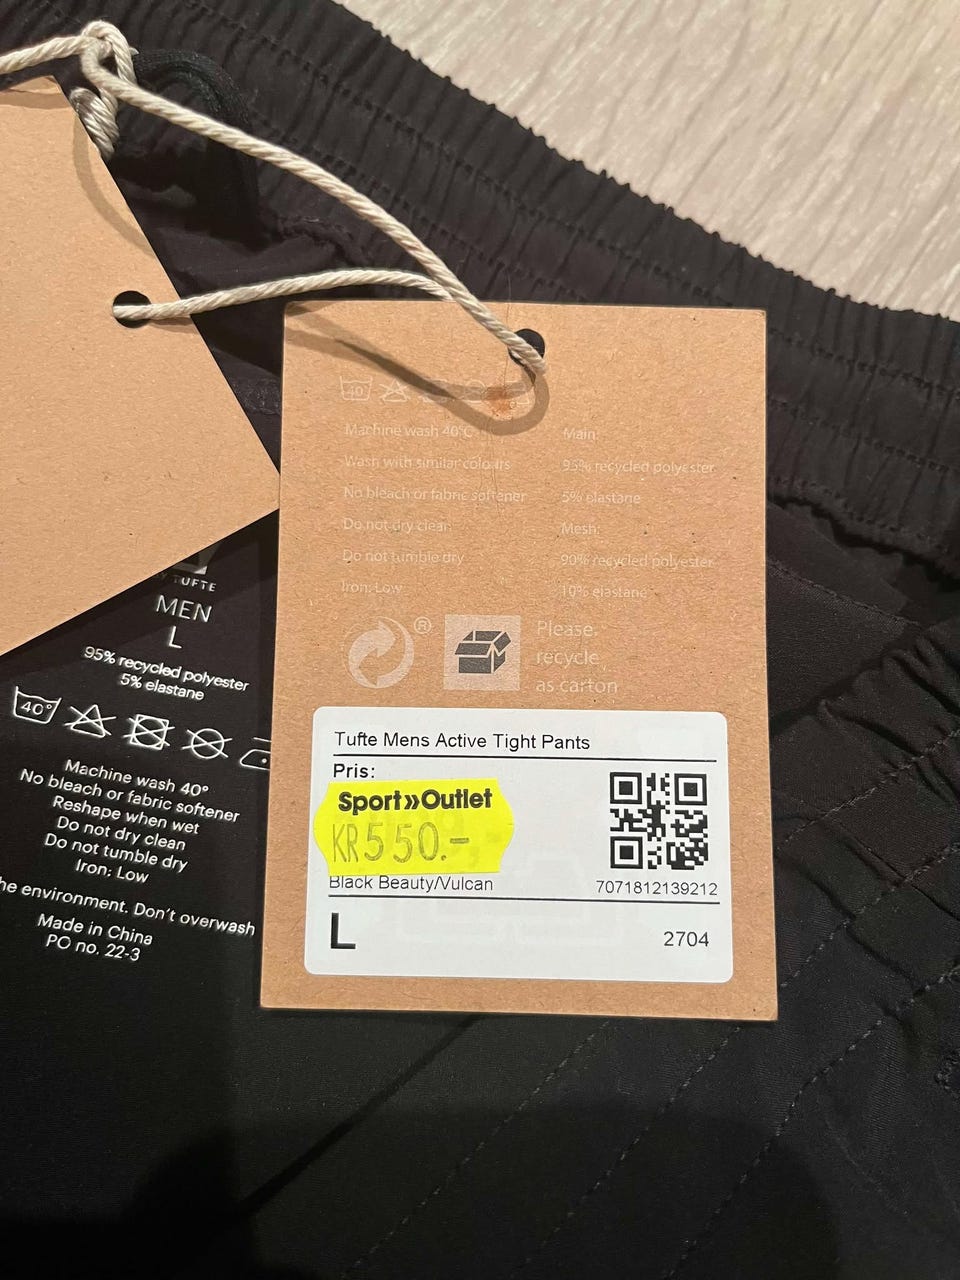 40
Machine wash 40°C
Wash with similar colours
No bleach or fabric softener
Do not dry clean
Do not tumble dry
Iron: Low
Main:
95% recycled polyester
5% elastane
Mesh:
90% recycled polyester
10% elastane
®
Please,
recycle
as carton
Tufte Mens Active Tight Pants
Pris:
Sport»Outlet
KR 550.-
Black Beauty/Vulcan
7071812139212
L
2704
TUFTE
MEN
L
95% recycled polyester
5% elastane
40°
Machine wash 40°
No bleach or fabric softener
Reshape when wet
Do not dry clean
Do not tumble dry
Iron: Low
environment. Don't overwash
Made in China
PO no. 22-3